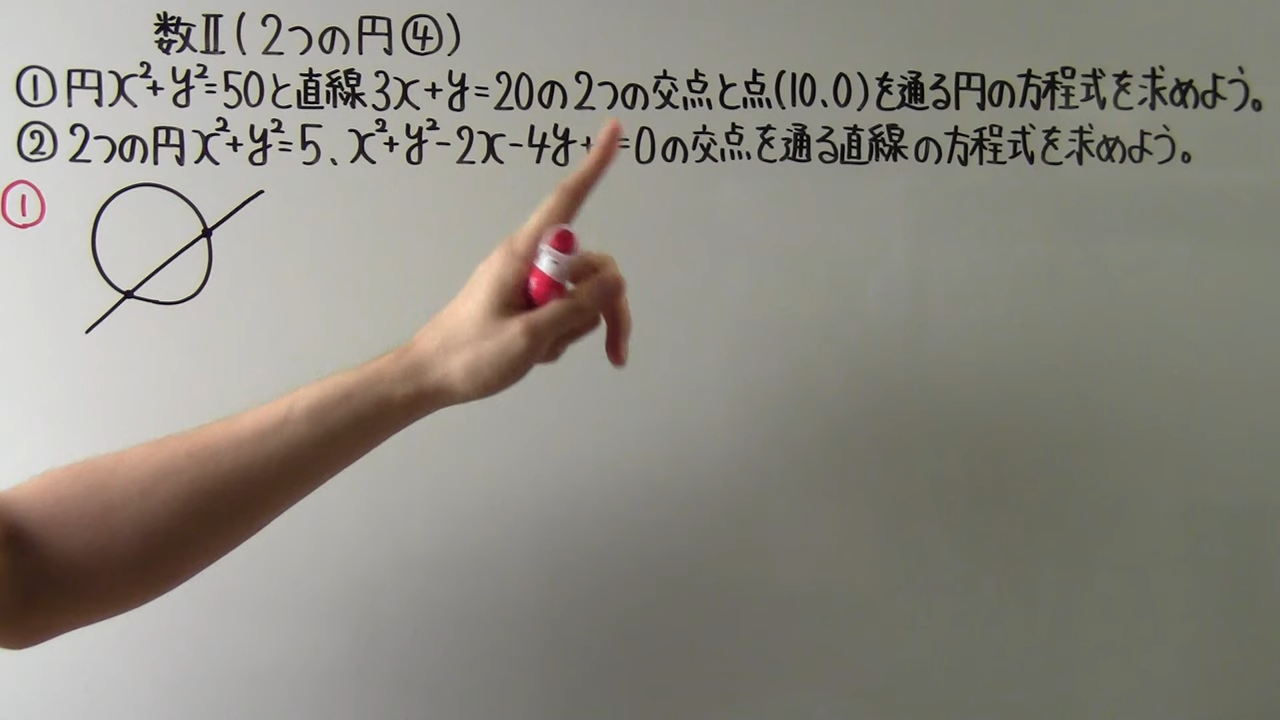 数Ⅱ(2つの円④)
①円x²+y²=50と直線3x+y=20の2つの交点と点(10、0)を通る円の方程式を求めよう。
②2つの円x²+y²=5、x²+y²-2x-4y+ =0の交点を通る直線の方程式を求めよう。
①